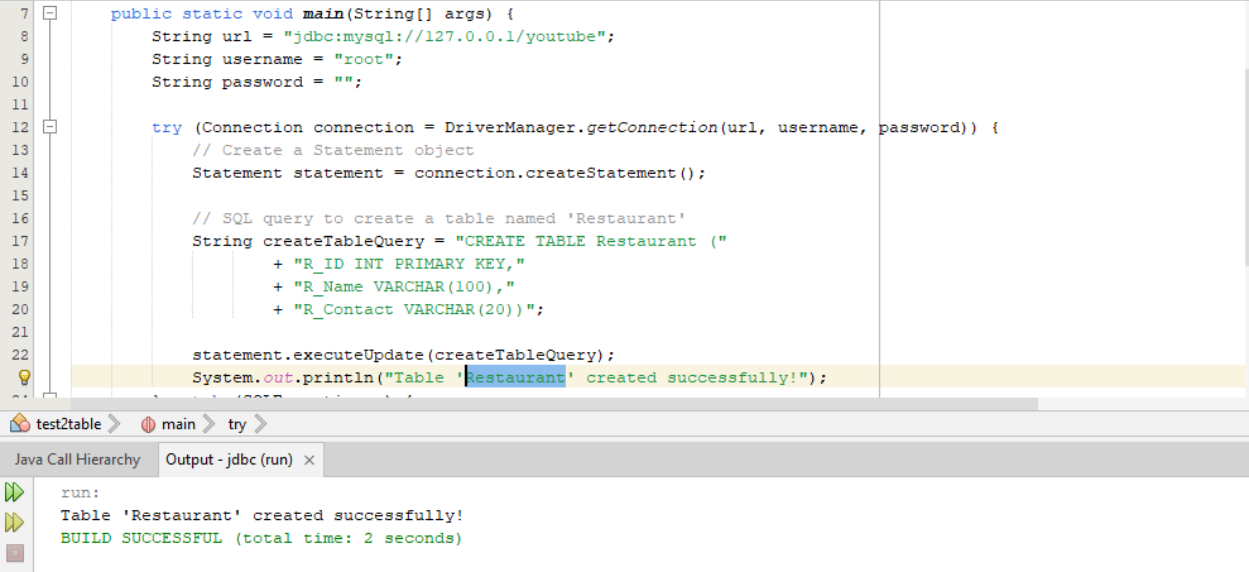 7 public static void main(String[] args) {
8 String url = "jdbc:mysql://127.0.0.1/youtube";
9 String username = "root";
10 String password = "";
11
12 try (Connection connection = DriverManager.getConnection(url, username, password)) {
13 // Create a Statement object
14 Statement statement = connection.createStatement();
15
16 // SQL query to create a table named 'Restaurant'
17 String createTableQuery = "CREATE TABLE Restaurant ("
18 + "R_ID INT PRIMARY KEY,"
19 + "R_Name VARCHAR(100),"
20 + "R_Contact VARCHAR(20))";
21
22 statement.executeUpdate(createTableQuery);
System.out.println("Table 'Restaurant' created successfully!");
test2table main try
Java Call Hierarchy Output - jdbc (run) ×
run:
Table 'Restaurant' created successfully!
BUILD SUCCESSFUL (total time: 2 seconds)